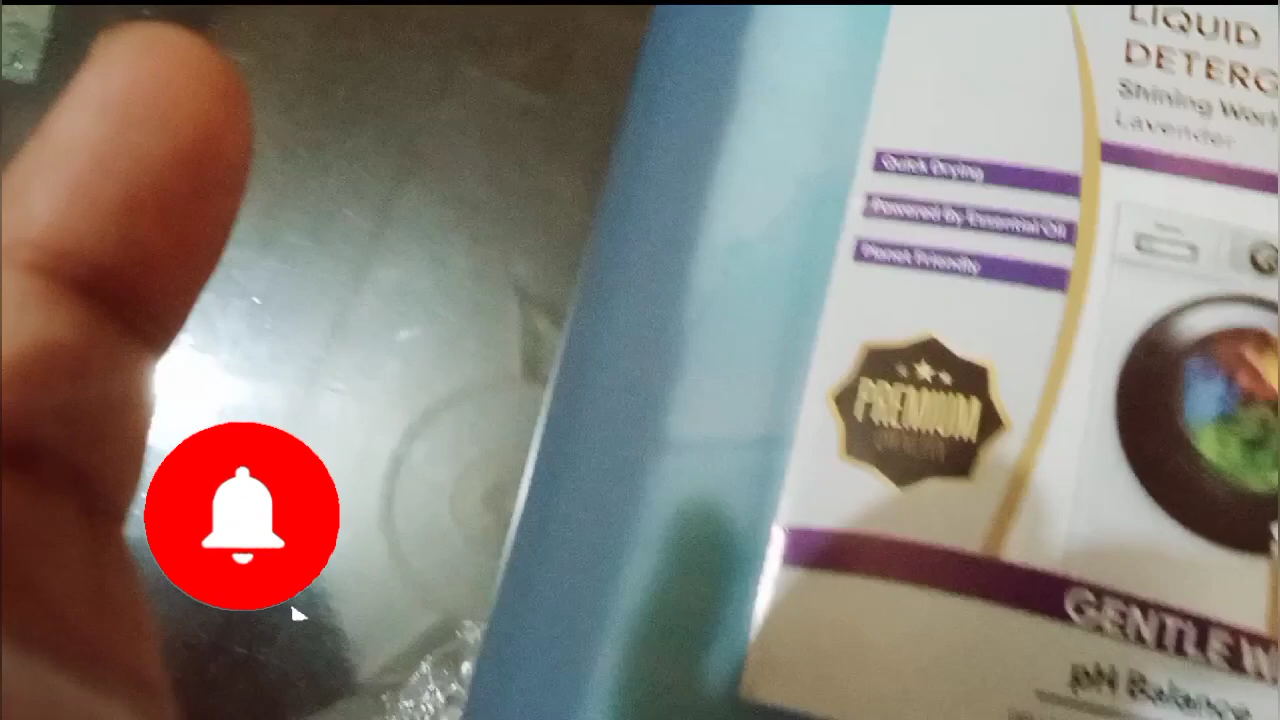 LIQUID
DETERG
Shining Work
Lavender
Quick Drying
Powered By Essential Oil
Planet Friendly
PREMIUM
GENTLE W
pH Balance